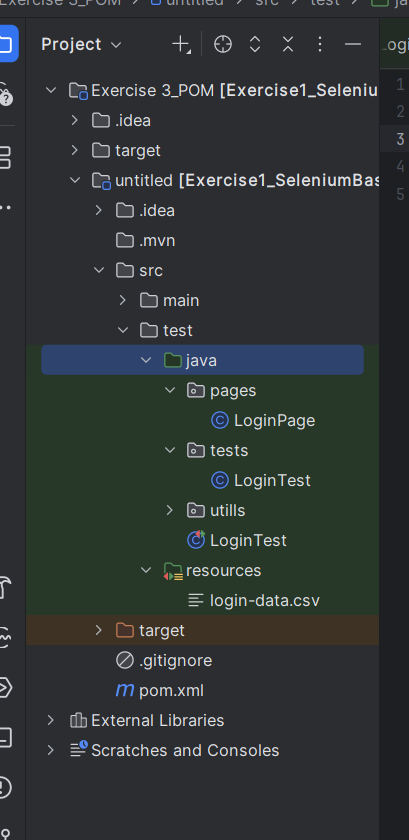 Exercise 3_POM untitled src test ja
Project
Exercise 3_POM [Exercise1_Seleniu
.idea
target
untitled [Exercise1_SeleniumBas
.idea
.mvn
src
main
test
java
pages
LoginPage
tests
LoginTest
utills
LoginTest
resources
login-data.csv
target
.gitignore
pom.xml
External Libraries
Scratches and Consoles
ogi
1
2
3
4
5